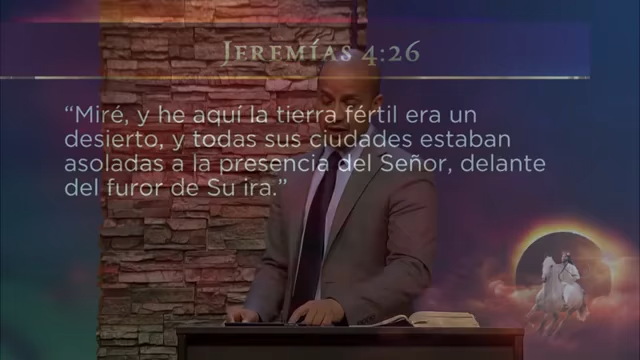 Jeremías 4:26
“Miré, y he aquí la tierra fértil era un
desierto, y todas sus ciudades estaban
asoladas a la presencia del Señor, delante
del furor de Su ira.”